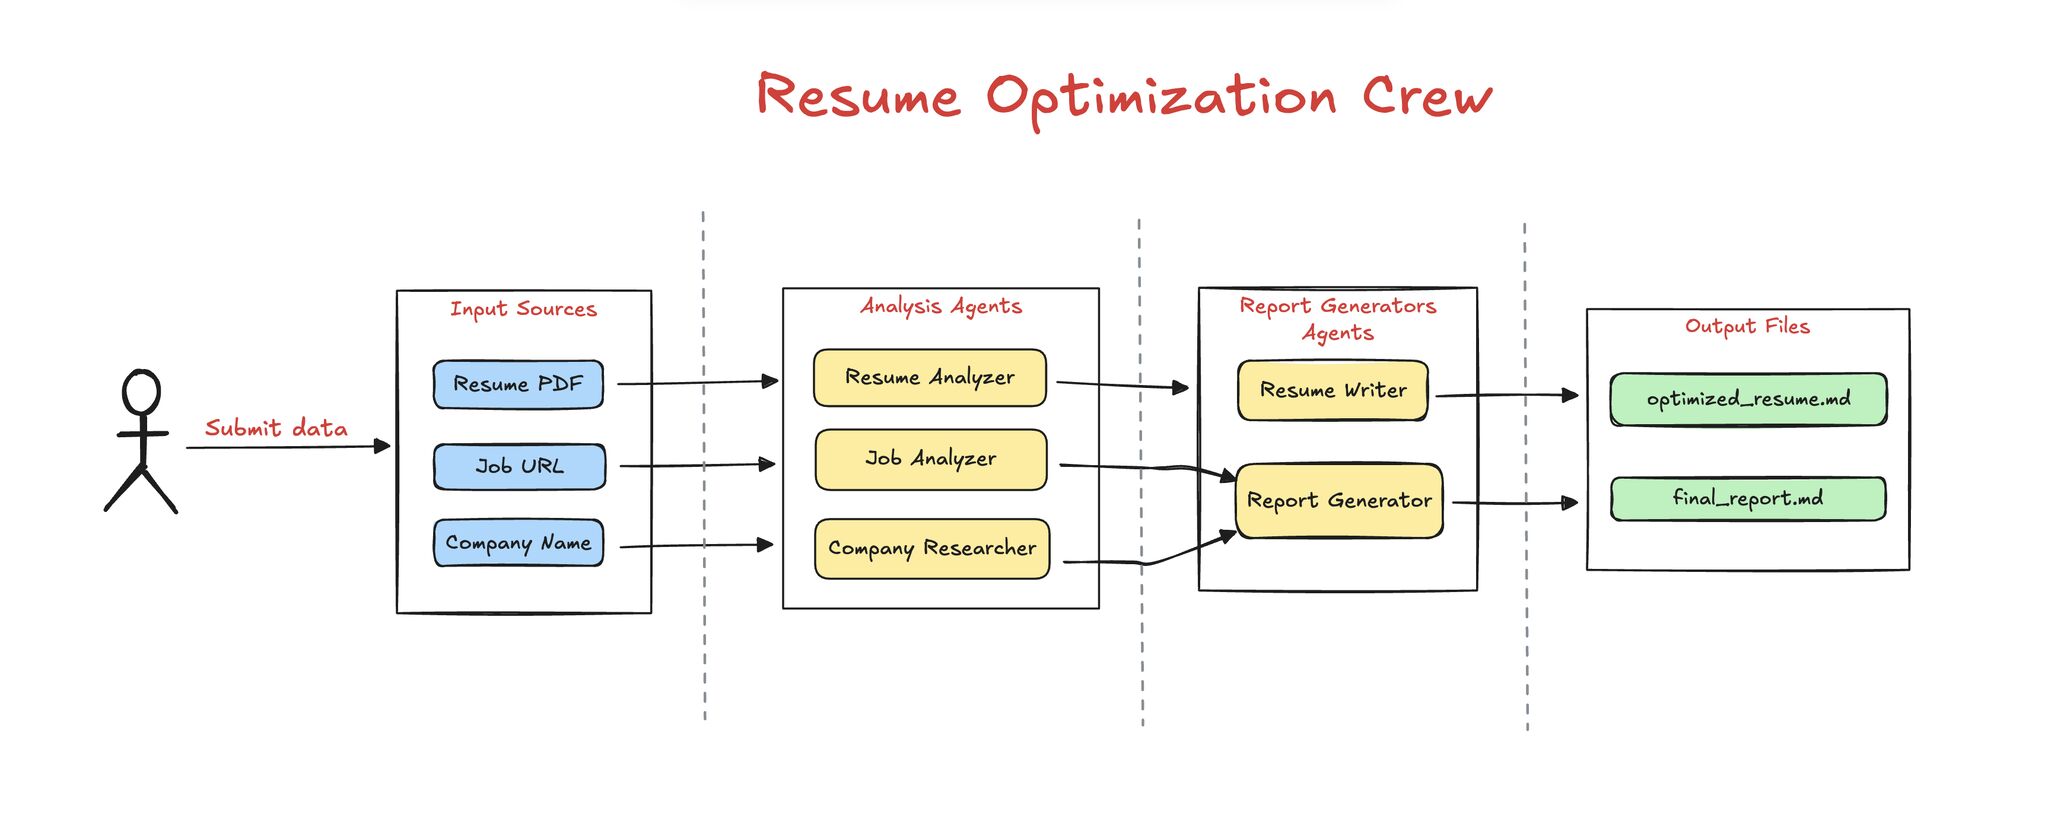 Resume Optimization Crew
Submit data
Input Sources
Resume PDF
Job URL
Company Name
Analysis Agents
Resume Analyzer
Job Analyzer
Company Researcher
Report Generators
Agents
Resume Writer
Report Generator
Output Files
optimized_resume.md
final_report.md